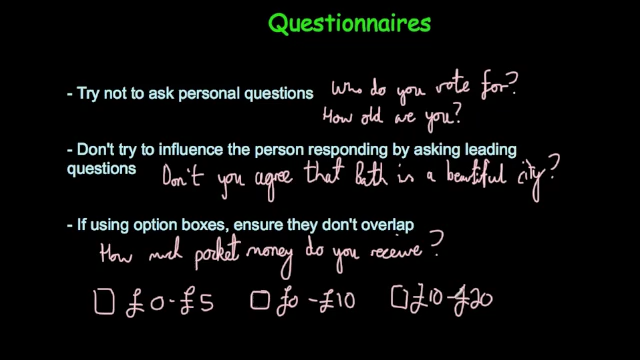 Questionnaires
- Try not to ask personal questions
Who do you vote for?
How old are you?
- Don't try to influence the person responding by asking leading
questions
Don't you agree that Bath is a beautiful city?
- If using option boxes, ensure they don't overlap
How much pocket money do you receive?
£0-£5 £0-£10 £10-£20